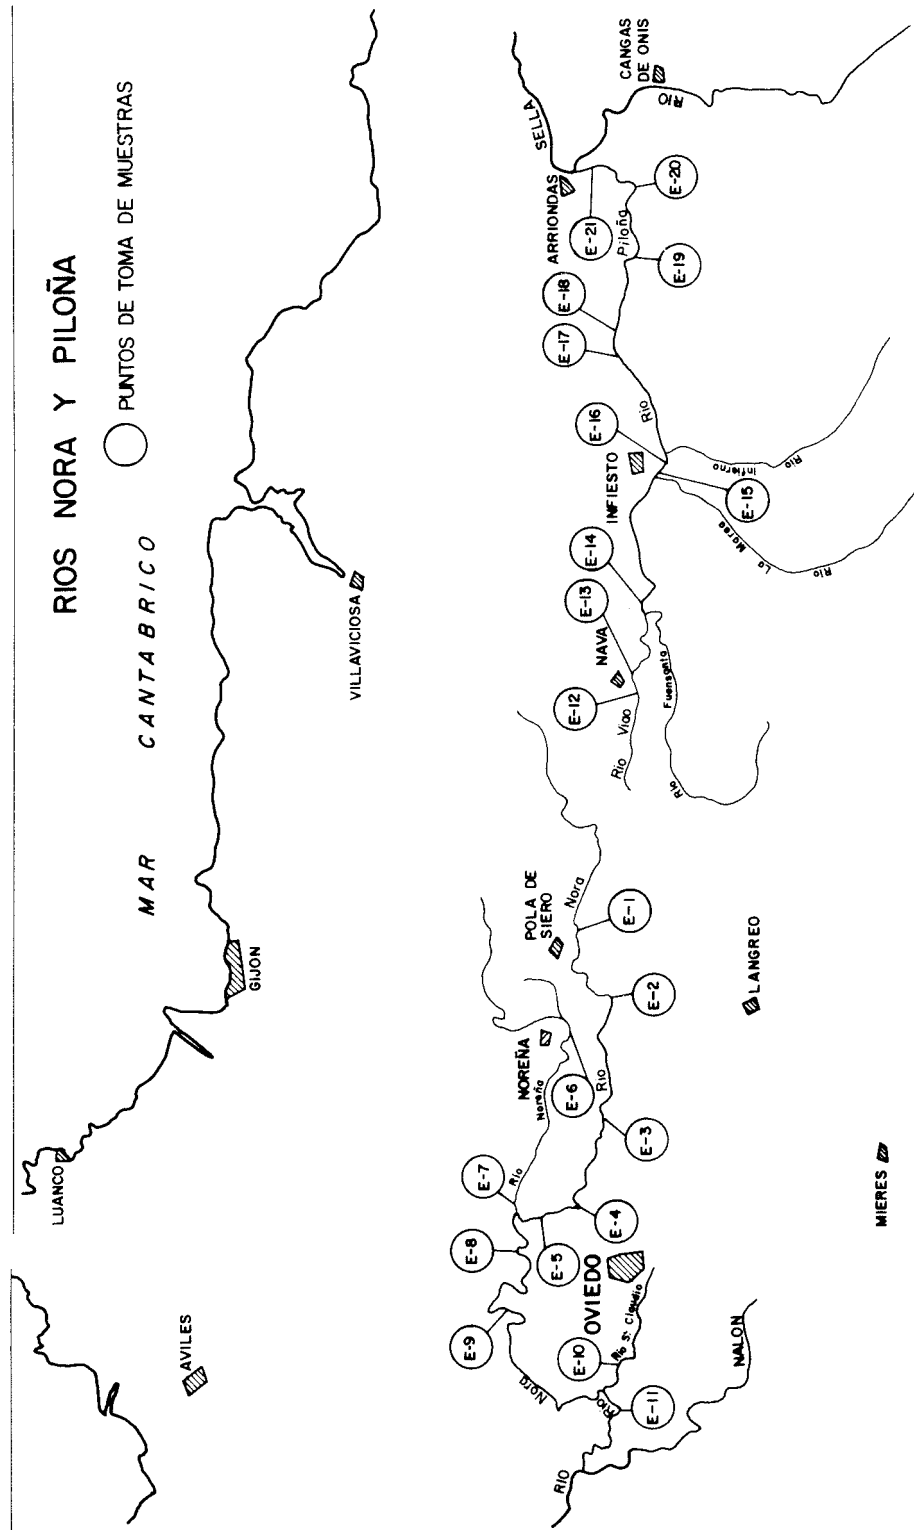 RIOS NORA Y PILOÑA
PUNTOS DE TOMA DE MUESTRAS
MAR CANTABRICO
LUANCO
GIJON
AVILES
VILLAVICIOSA
SELLA
CANGAS
DE ONIS
RIO
ARRIONDAS
E-21
E-20
Piloña
E-19
E-18
E-17
Rio
E-16
INFIESTO
E-15
Rio
Infierno
Rio
La
Marea
E-14
E-13
NAVA
E-12
Rio Viao
Rio
Fuensanta
POLA DE
SIERO
Nora
E-1
E-2
LANGREO
NOREÑA
Rio
Noreña
E-6
Rio
E-3
E-7
E-4
E-8
E-5
OVIEDO
E-9
E-10
Rio Sn Claudio
Nora
Rio
E-11
RIO
NALON
MIERES